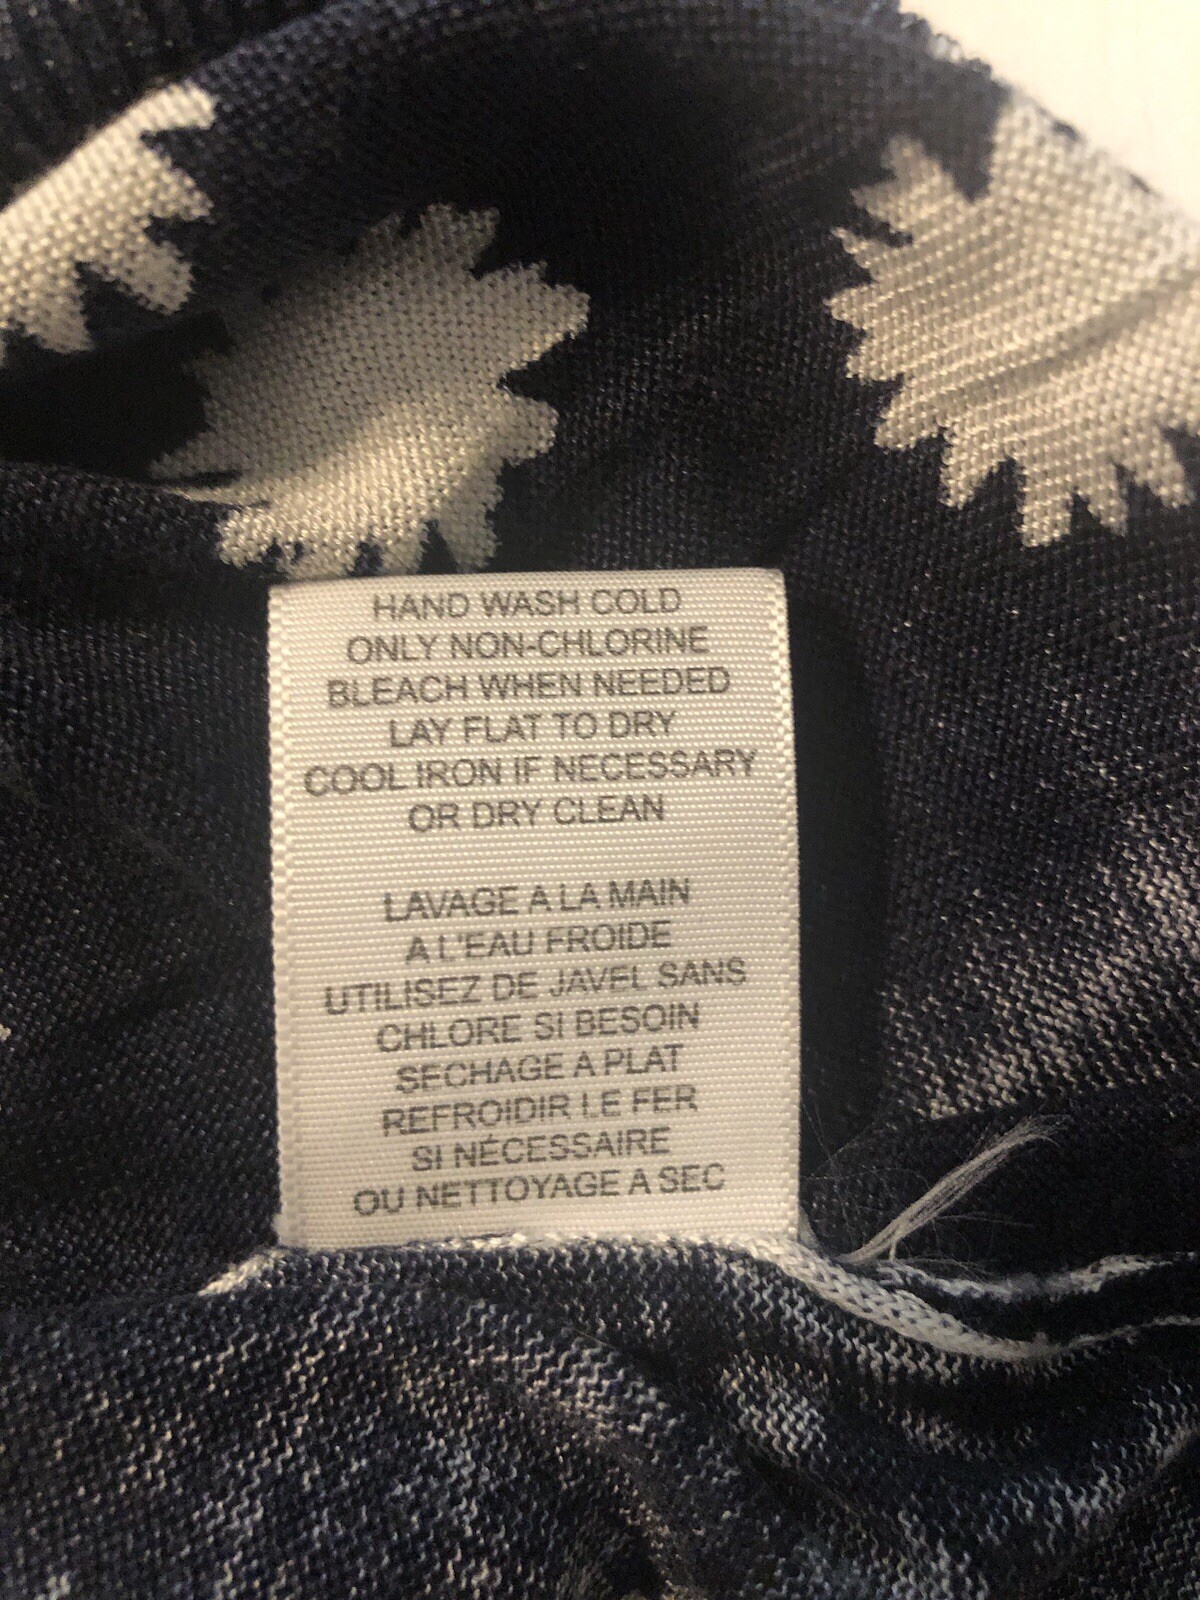 HAND WASH COLD
ONLY NON-CHLORINE
BLEACH WHEN NEEDED
LAY FLAT TO DRY
COOL IRON IF NECESSARY
OR DRY CLEAN
LAVAGE A LA MAIN
A L'EAU FROIDE
UTILISEZ DE JAVEL SANS
CHLORE SI BESOIN
SECHAGE A PLAT
REFROIDIR LE FER
SI NÉCESSAIRE
OU NETTOYAGE A SEC